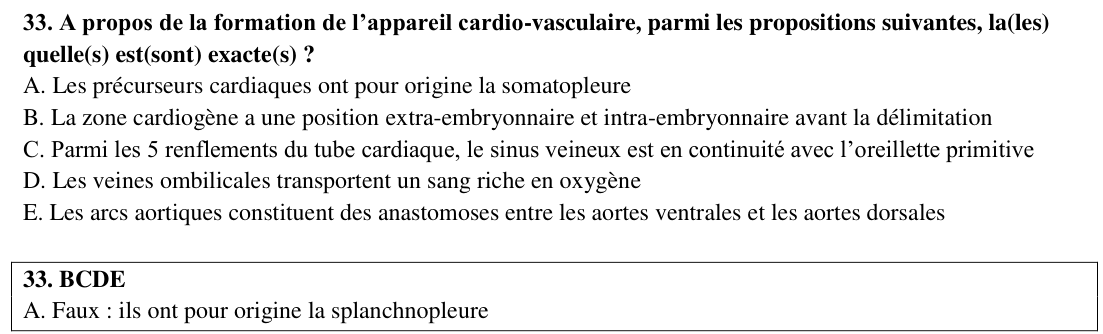 33. A propos de la formation de l’appareil cardio-vasculaire, parmi les propositions suivantes, la(les)
quelle(s) est(sont) exacte(s) ?
A. Les précurseurs cardiaques ont pour origine la somatopleure
B. La zone cardiogène a une position extra-embryonnaire et intra-embryonnaire avant la délimitation
C. Parmi les 5 renflements du tube cardiaque, le sinus veineux est en continuité avec l’oreillette primitive
D. Les veines ombilicales transportent un sang riche en oxygène
E. Les arcs aortiques constituent des anastomoses entre les aortes ventrales et les aortes dorsales
33. BCDE
A. Faux : ils ont pour origine la splanchnopleure